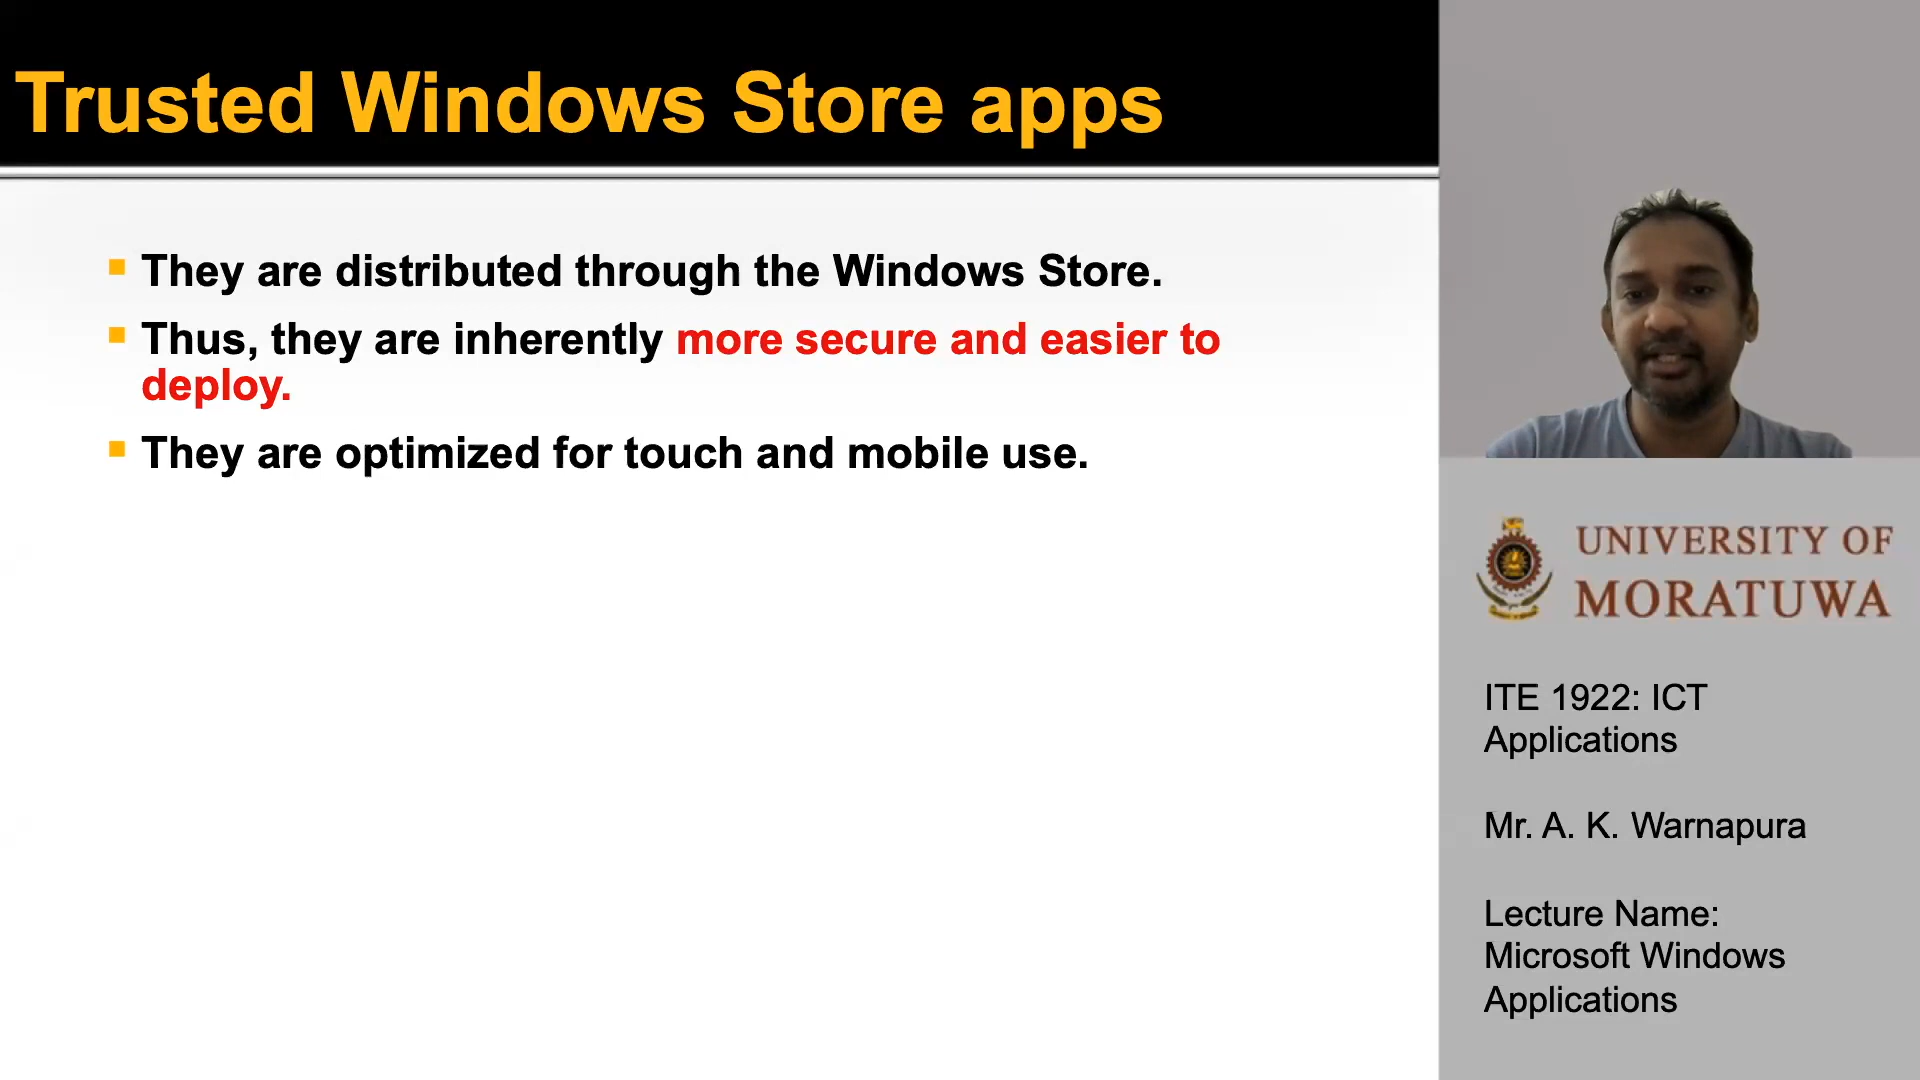 Trusted Windows Store apps
They are distributed through the Windows Store.
Thus, they are inherently more secure and easier to
deploy.
They are optimized for touch and mobile use.
UNIVERSITY OF
MORATUWA
ITE 1922: ICT
Applications
Mr. A. K. Warnapura
Lecture Name:
Microsoft Windows
Applications